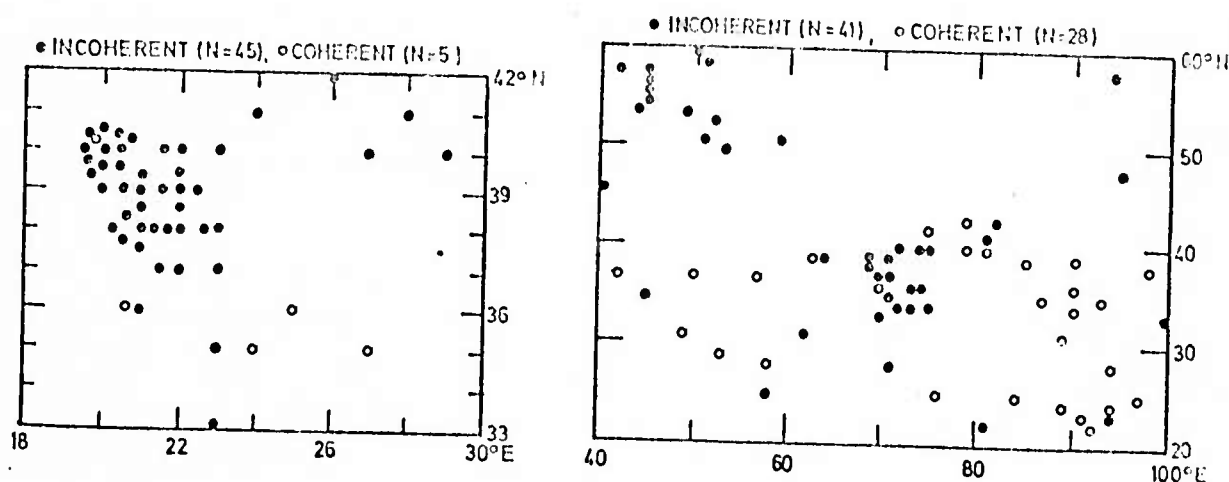 INCOHERENT (N=45), COHERENT (N=5)
42°N
39
36
33
18
22
26
30°E
INCOHERENT (N=41), COHERENT (N=28)
60°N
50
40
30
20
40
60
80
100°E